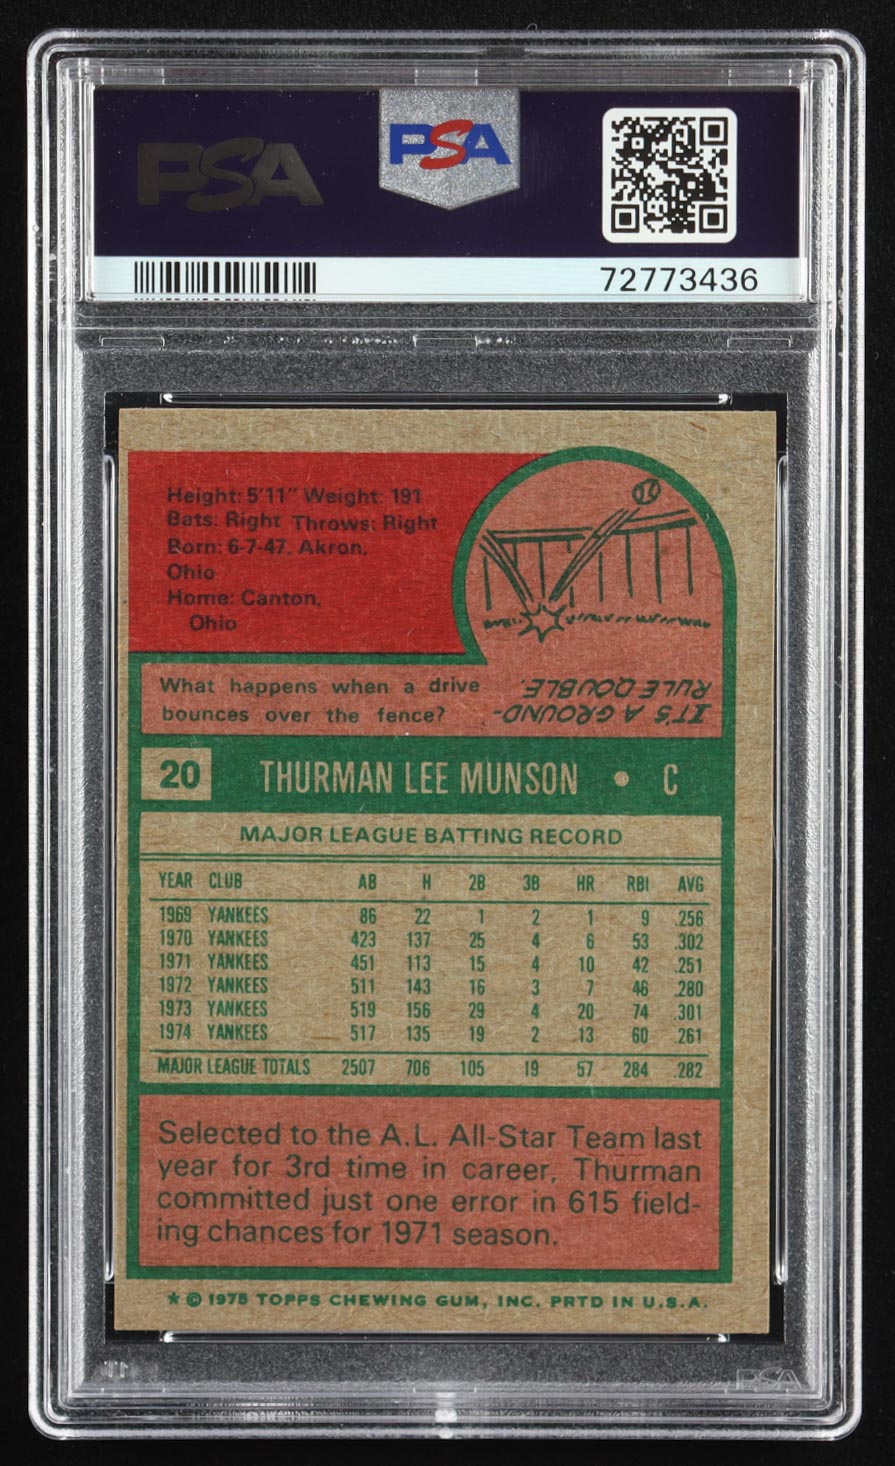 PSA
PSA
72773436
Height: 5'11" Weight: 191
Bats: Right Throws: Right
Born: 6-7-47, Akron,
Ohio
Home: Canton,
Ohio
What happens when a drive
bounces over the fence?
IT'S A GROUND-
RULE DOUBLE.
20 THURMAN LEE MUNSON • C
MAJOR LEAGUE BATTING RECORD
YEAR CLUB AB H 2B 3B HR RBI AVG
1969 YANKEES 86 22 1 2 1 9 .256
1970 YANKEES 423 137 25 4 6 53 .302
1971 YANKEES 451 113 15 4 10 42 .251
1972 YANKEES 511 143 16 3 7 46 .280
1973 YANKEES 519 156 29 4 20 74 .301
1974 YANKEES 517 135 19 2 13 60 .261
MAJOR LEAGUE TOTALS 2507 706 105 19 57 284 .282
Selected to the A.L. All-Star Team last
year for 3rd time in career, Thurman
committed just one error in 615 field-
ing chances for 1971 season.
* © 1975 TOPPS CHEWING GUM, INC. PRTD IN U.S.A.
PSA